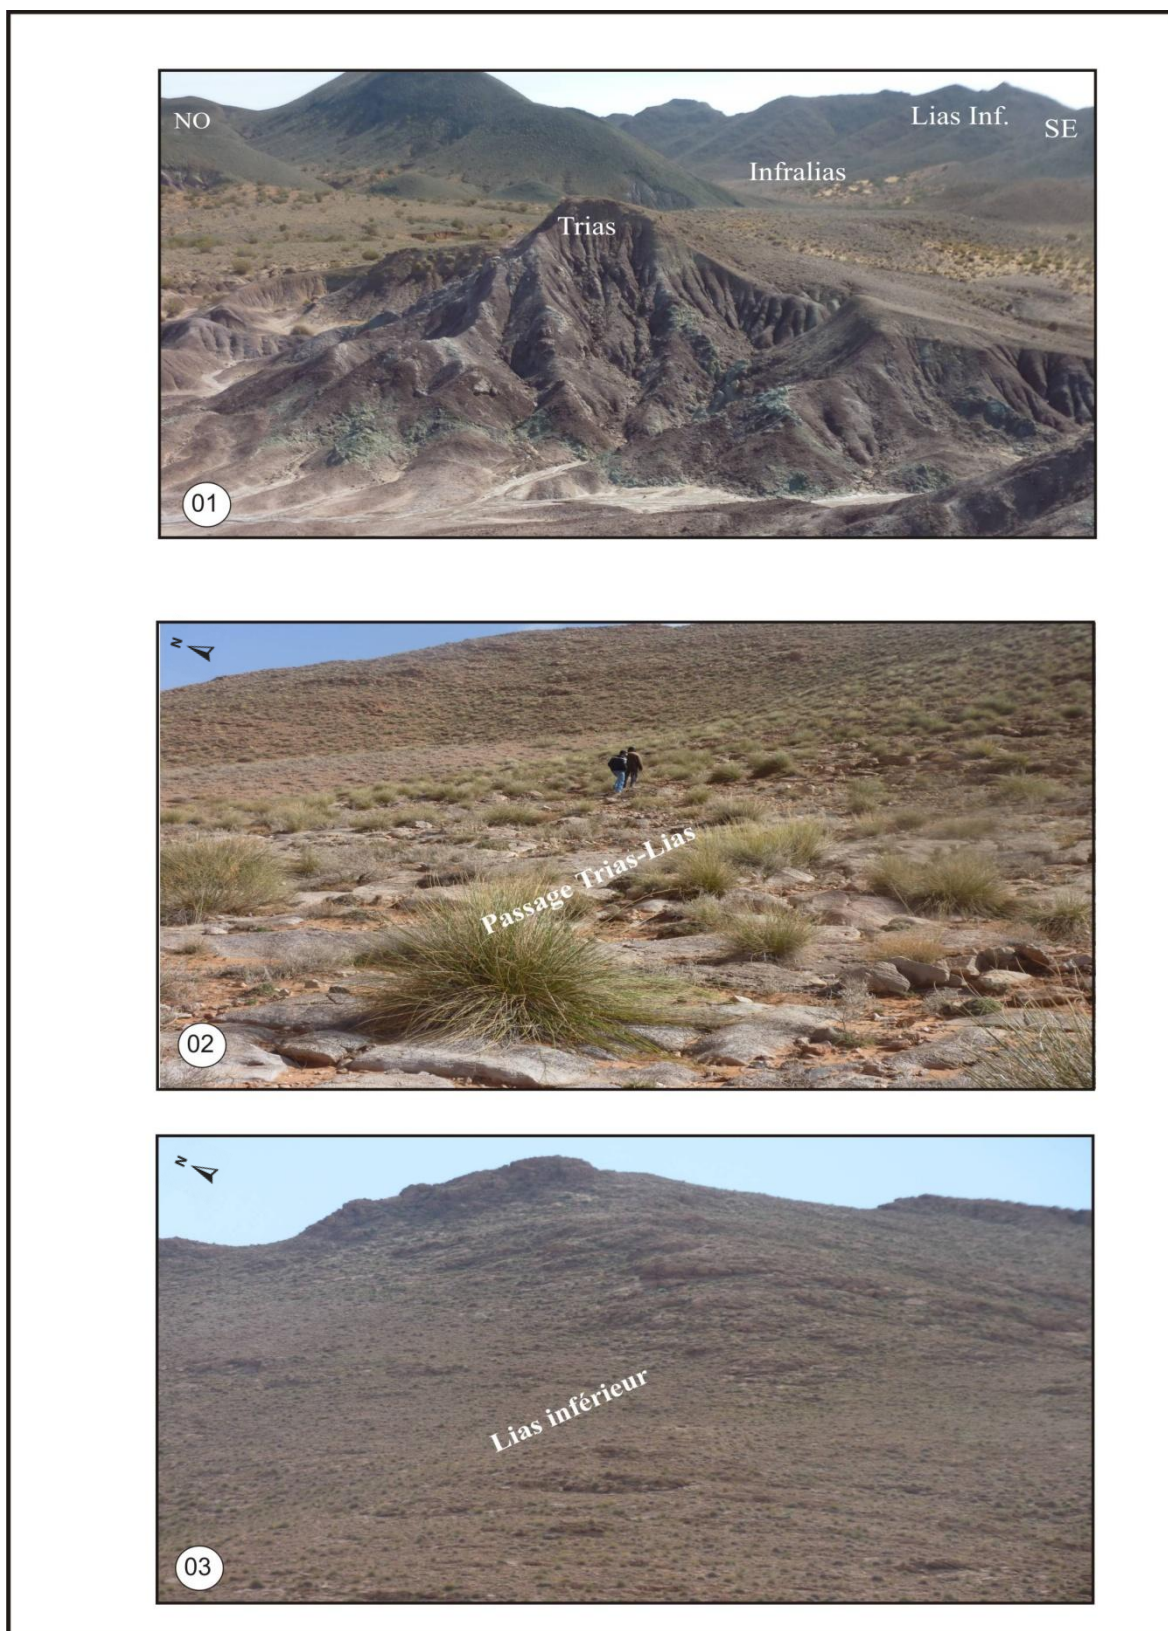 NO
Lias Inf.
SE
Infralias
Trias
01
N
Passage Trias-Lias
02
N
Lias inférieur
03